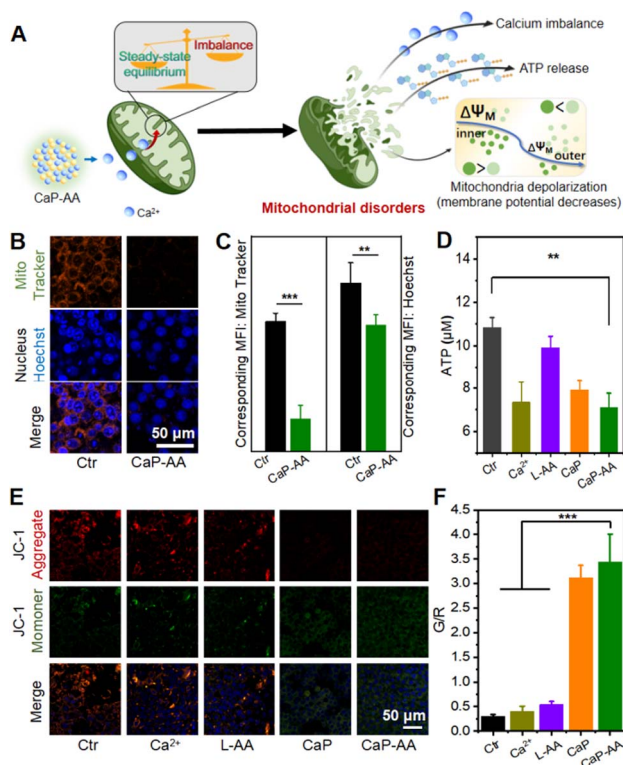 A
Steady-state
equilibrium
Imbalance
CaP-AA
Ca²⁺
Mitochondrial disorders
Calcium imbalance
ATP release
ΔΨM
inner
<
ΔΨM
outer
>
Mitochondria depolarization
(membrane potential decreases)
B
Mito
Tracker
Nucleus
Hoechst
Merge
50 μm
Ctr
CaP-AA
C
Corresponding MFI: Mito Tracker
***
**
Corresponding MFI: Hoechst
Ctr
CaP-AA
Ctr
CaP-AA
D
ATP (μM)
12
11
10
8
6
**
Ctr
Ca²⁺
L-AA
CaP
CaP-AA
E
JC-1
Aggregate
JC-1
Momoner
Merge
50 μm
Ctr
Ca²⁺
L-AA
CaP
CaP-AA
F
G/R
4.5
4.0
3.5
3.0
2.5
2.0
1.5
1.0
0.5
0.0
***
Ctr
Ca²⁺
L-AA
CaP
CaP-AA